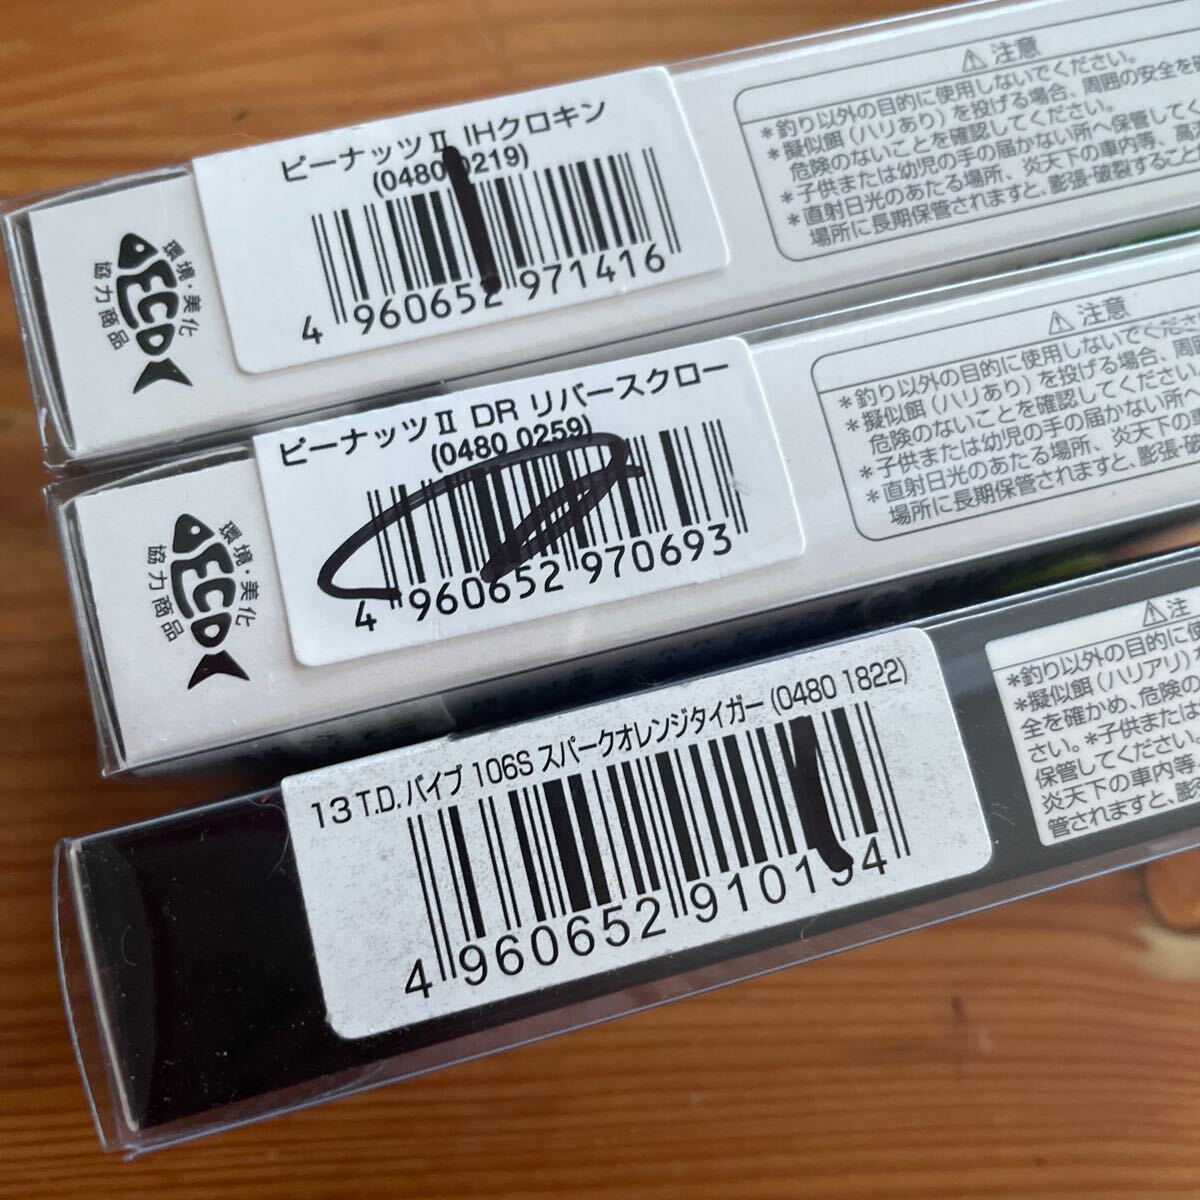 ピーナッツⅡ IHクロキン
(0480 0219)
4 960652 971416
環境・美化
ECO
協力商品
⚠ 注意
＊釣り以外の目的に使用しないでください。
＊擬似餌（ハリあり）を投げる場合、周囲の安全を確
危険のないことを確認してください。
＊子供または幼児の手の届かない所へ保管して
＊直射日光のあたる場所、炎天下の車内等、高
場所に長期保管されますと、膨張・破裂すること
ピーナッツⅡ DR リバースクロー
(0480 0259)
4 960652 970693
環境・美化
ECO
協力商品
⚠ 注意
＊釣り以外の目的に使用しないでくださ
＊擬似餌（ハリあり）を投げる場合、周囲
危険のないことを確認してください
＊子供または幼児の手の届かない所へ
＊直射日光のあたる場所、炎天下の
場所に長期保管されますと、膨張・破
13 T.D.バイブ 106S スパークオレンジタイガー (0480 1822)
4 960652 910194
⚠ 注
＊釣り以外の目的に使
＊擬似餌（ハリアリ）
全を確かめ、危険の
さい。＊子供または
保管してください。
炎天下の車内等、
管されますと、膨